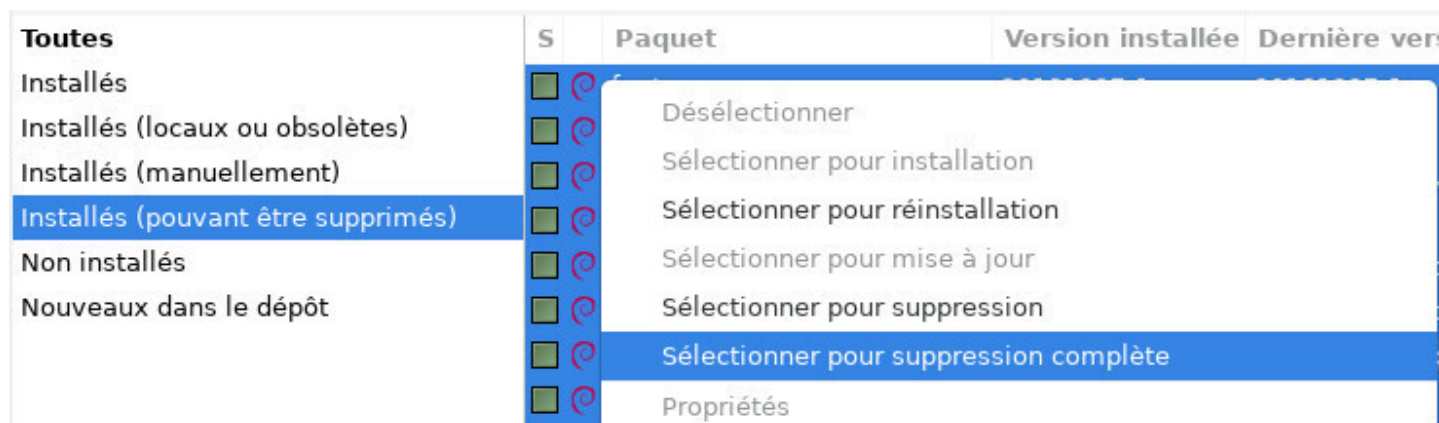 Toutes
Installés
Installés (locaux ou obsolètes)
Installés (manuellement)
Installés (pouvant être supprimés)
Non installés
Nouveaux dans le dépôt
S Paquet Version installée Dernière
Désélectionner
Sélectionner pour installation
Sélectionner pour réinstallation
Sélectionner pour mise à jour
Sélectionner pour suppression
Sélectionner pour suppression complète
Propriétés